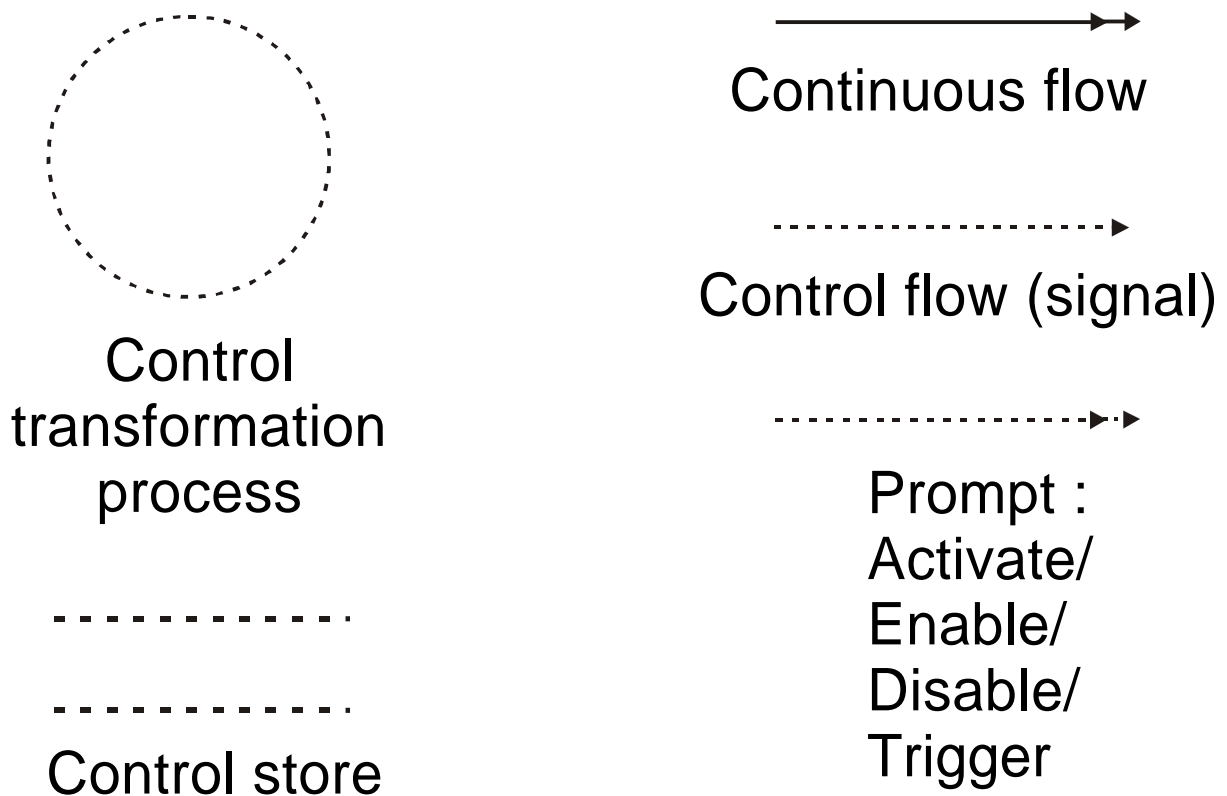 Control
transformation
process
Control store
Continuous flow
Control flow (signal)
Prompt :
Activate/
Enable/
Disable/
Trigger